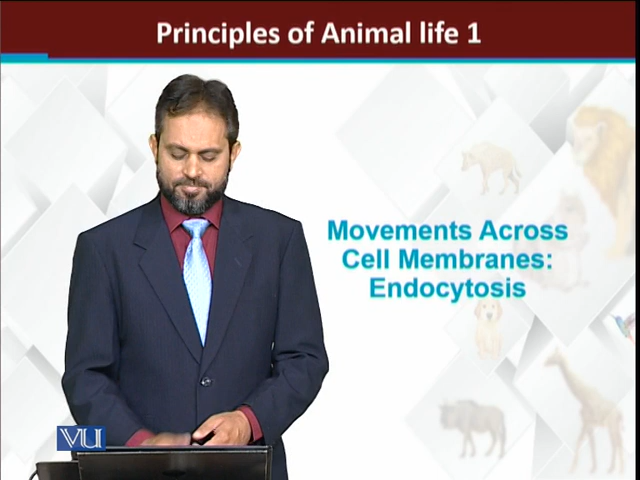 Principles of Animal life 1
Movements Across
Cell Membranes:
Endocytosis
VU